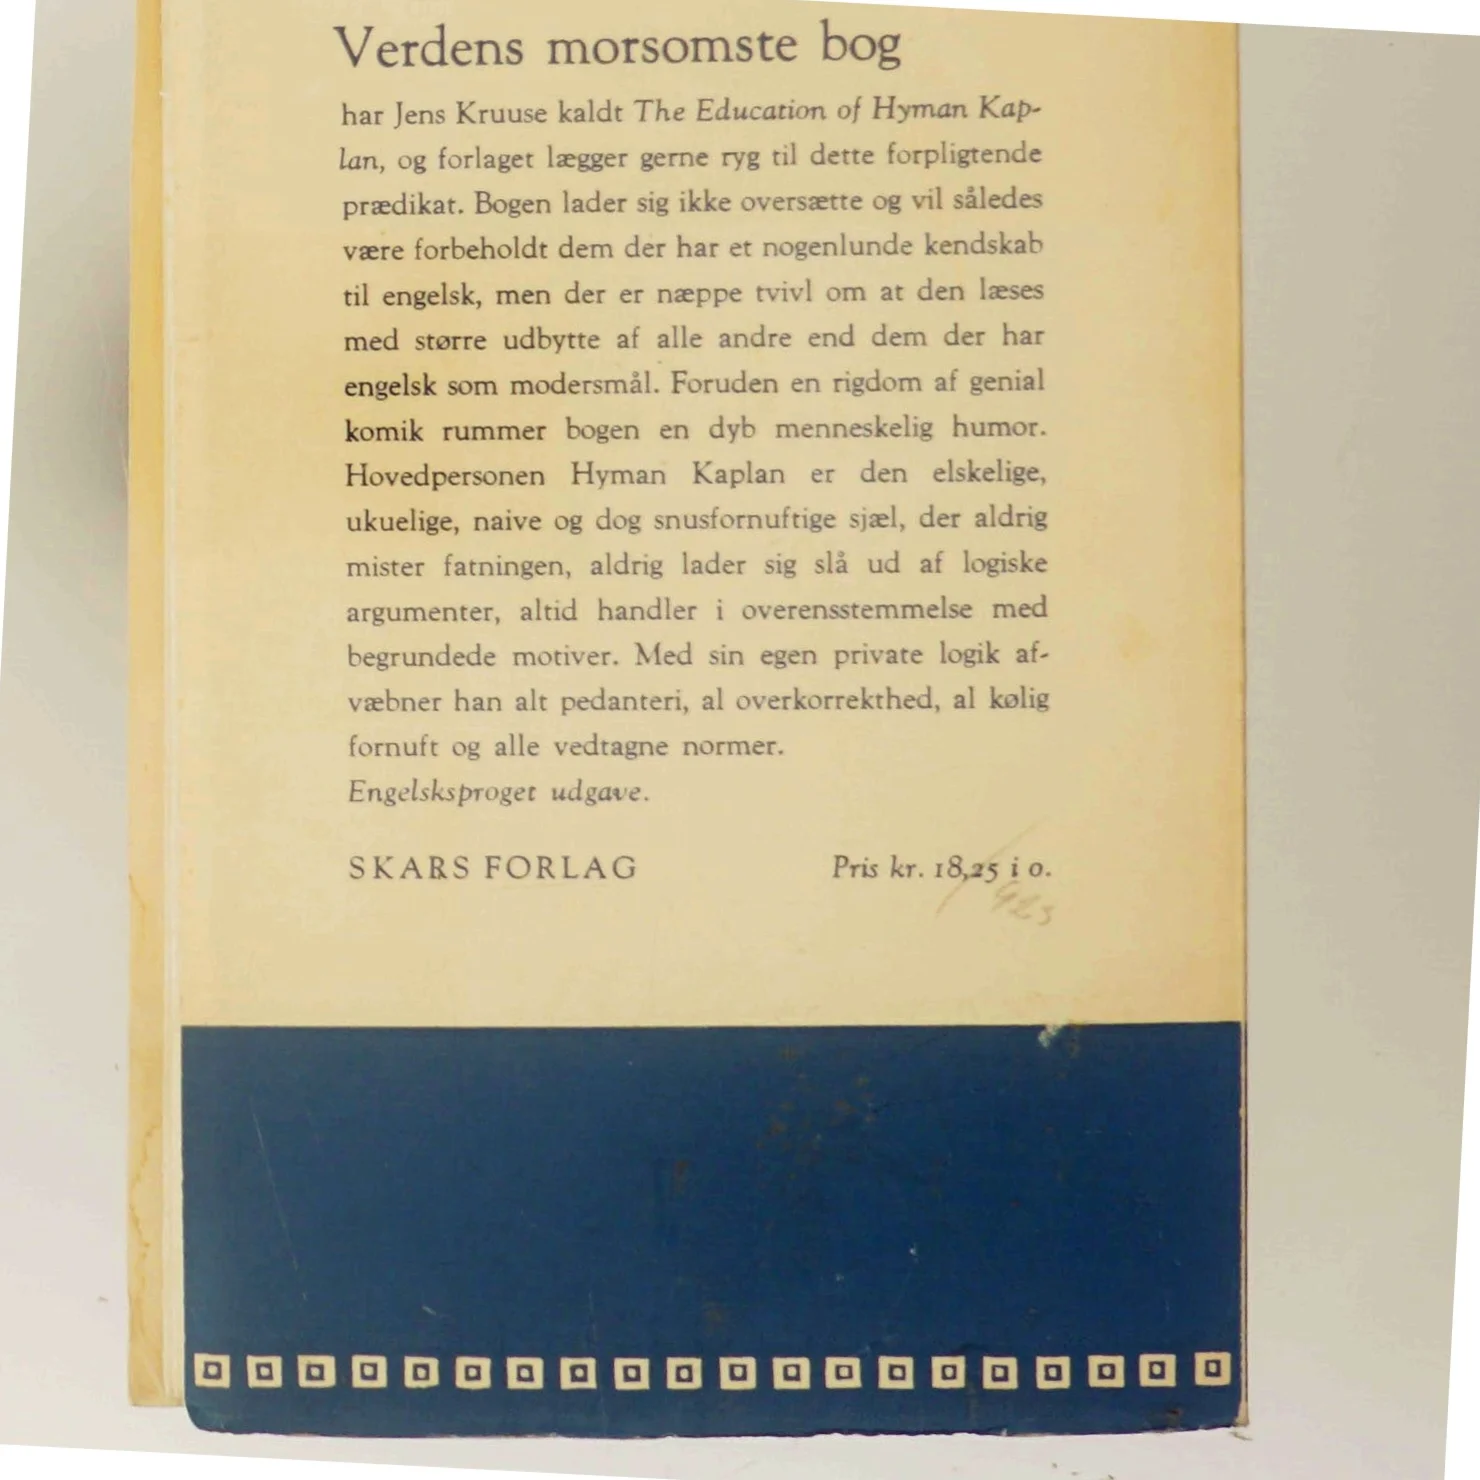 Verdens morsomste bog
har Jens Kruuse kaldt The Education of Hyman Kap-
lan, og forlaget lægger gerne ryg til dette forpligtende
prædikat. Bogen lader sig ikke oversætte og vil således
være forbeholdt dem der har et nogenlunde kendskab
til engelsk, men der er næppe tvivl om at den læses
med større udbytte af alle andre end dem der har
engelsk som modersmål. Foruden en rigdom af genial
komik rummer bogen en dyb menneskelig humor.
Hovedpersonen Hyman Kaplan er den elskelige,
ukuelige, naive og dog snusfornuftige sjæl, der aldrig
mister fatningen, aldrig lader sig slå ud af logiske
argumenter, altid handler i overensstemmelse med
begrundede motiver. Med sin egen private logik af-
væbner han alt pedanteri, al overkorrekthed, al kølig
fornuft og alle vedtagne normer.
Engelsksproget udgave.
SKARS FORLAG Pris kr. 18,25 i o.